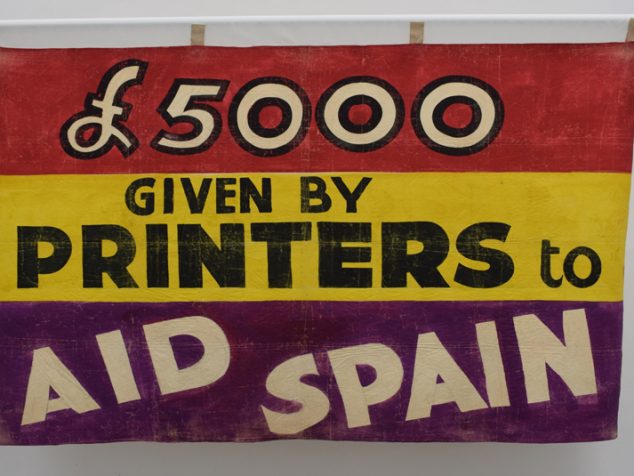 £5000
GIVEN BY
PRINTERS to
AID SPAIN